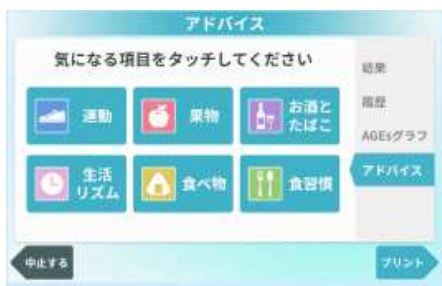 アドバイス
気になる項目をタッチしてください
結果
履歴
AGEsグラフ
アドバイス
運動
果物
お酒と
たばこ
生活
リズム
食べ物
食習慣
中止する
プリント